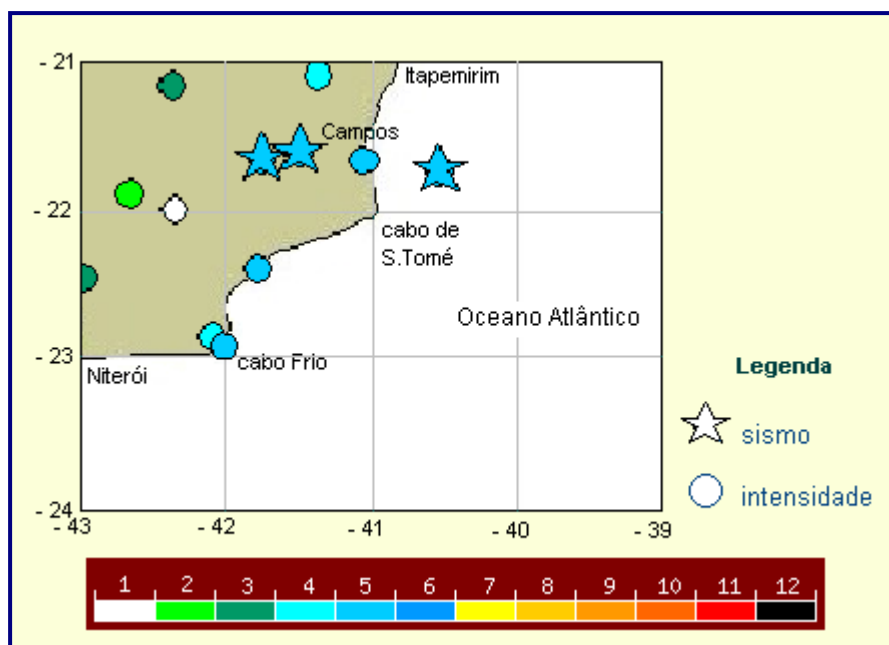 - 21
Itapemirim
Campos
- 22
cabo de
S.Tomé
Oceano Atlântico
- 23
Niterói
cabo Frio
Legenda
sismo
intensidade
- 24
- 43
- 42
- 41
- 40
- 39
1 2 3 4 5 6 7 8 9 10 11 12